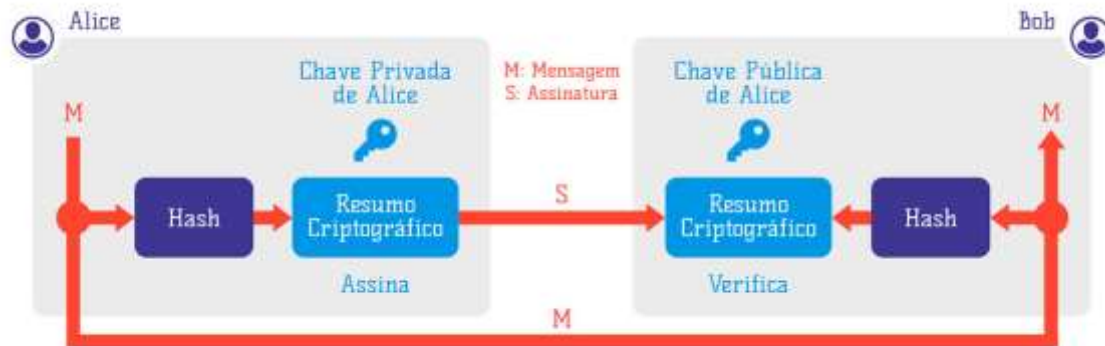 Alice
Bob
Chave Privada
de Alice
M: Mensagem
S: Assinatura
Chave Pública
de Alice
M
M
Hash
Resumo
Criptográfico
S
Resumo
Criptográfico
Hash
Assina
Verifica
M